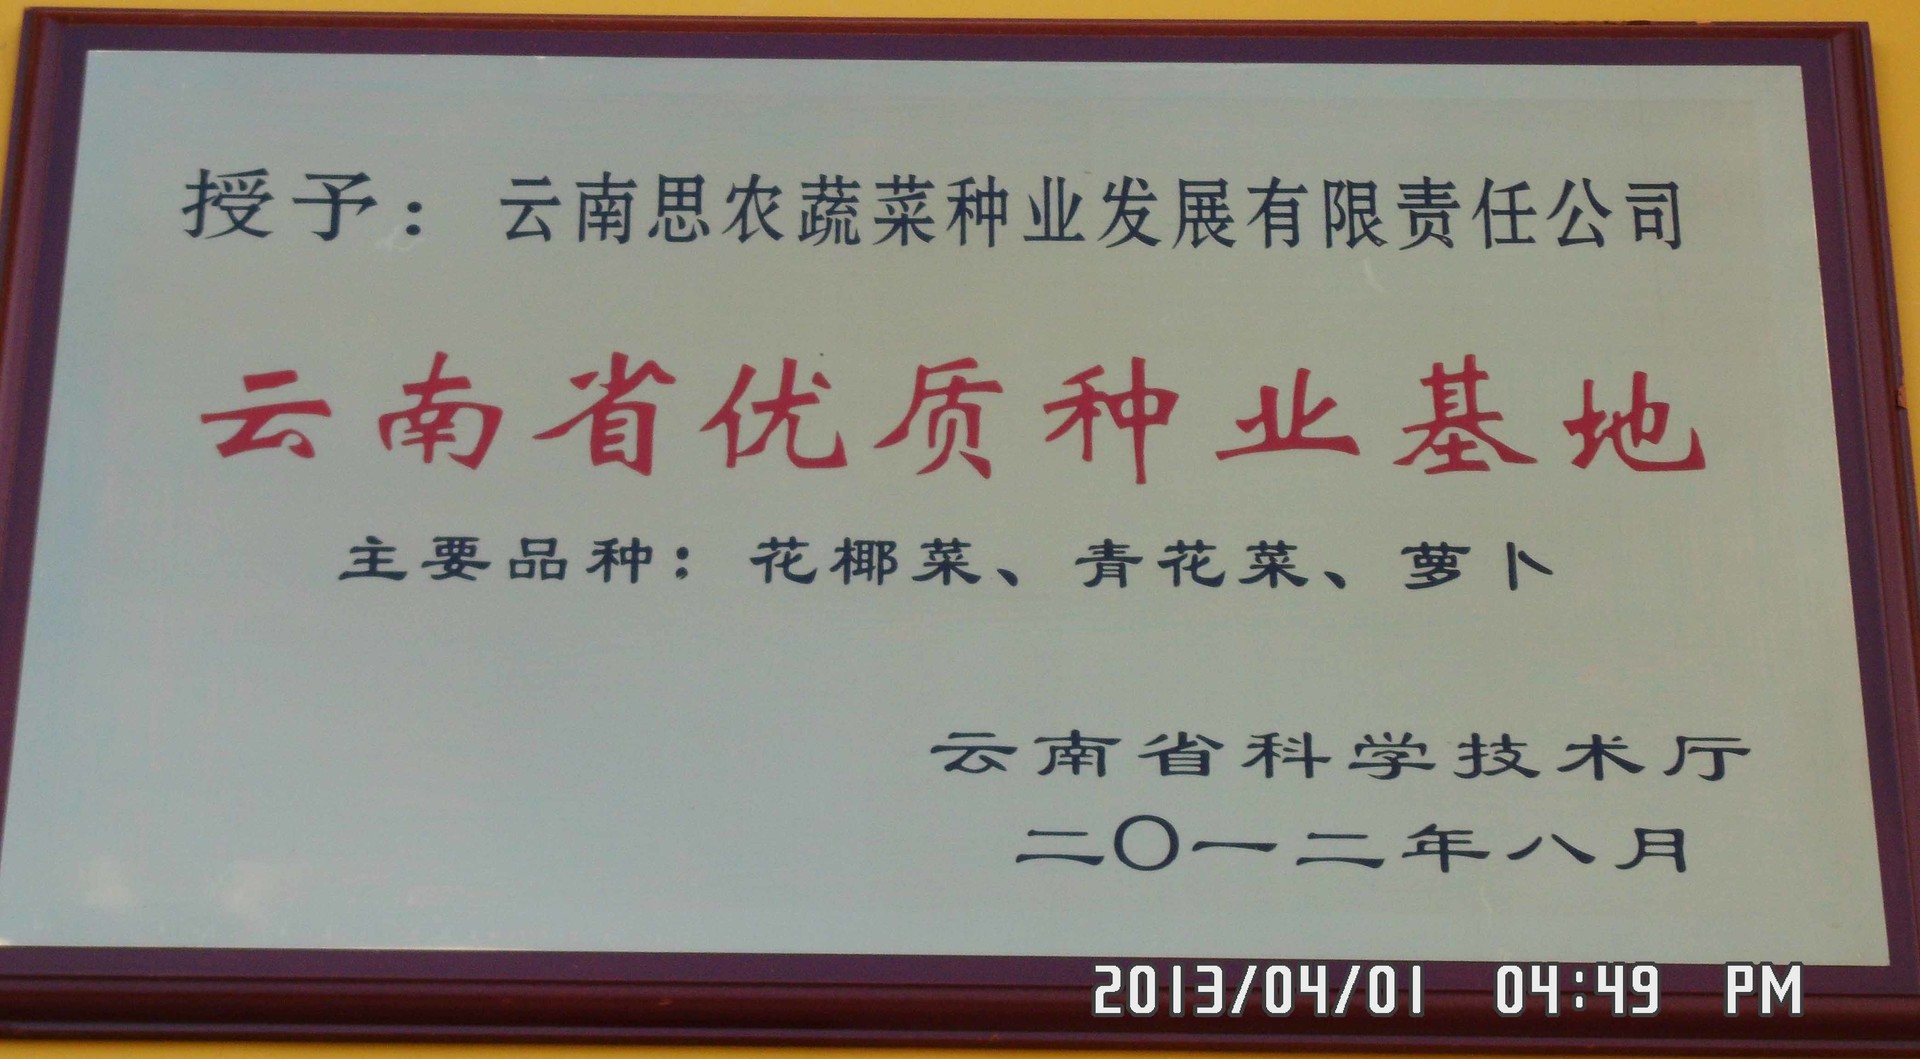 授予：云南思农蔬菜种业发展有限责任公司
云南省优质种业基地
主要品种：花椰菜、青花菜、萝卜
云南省科学技术厅
二〇一二年八月
2013/04/01 04:49 PM